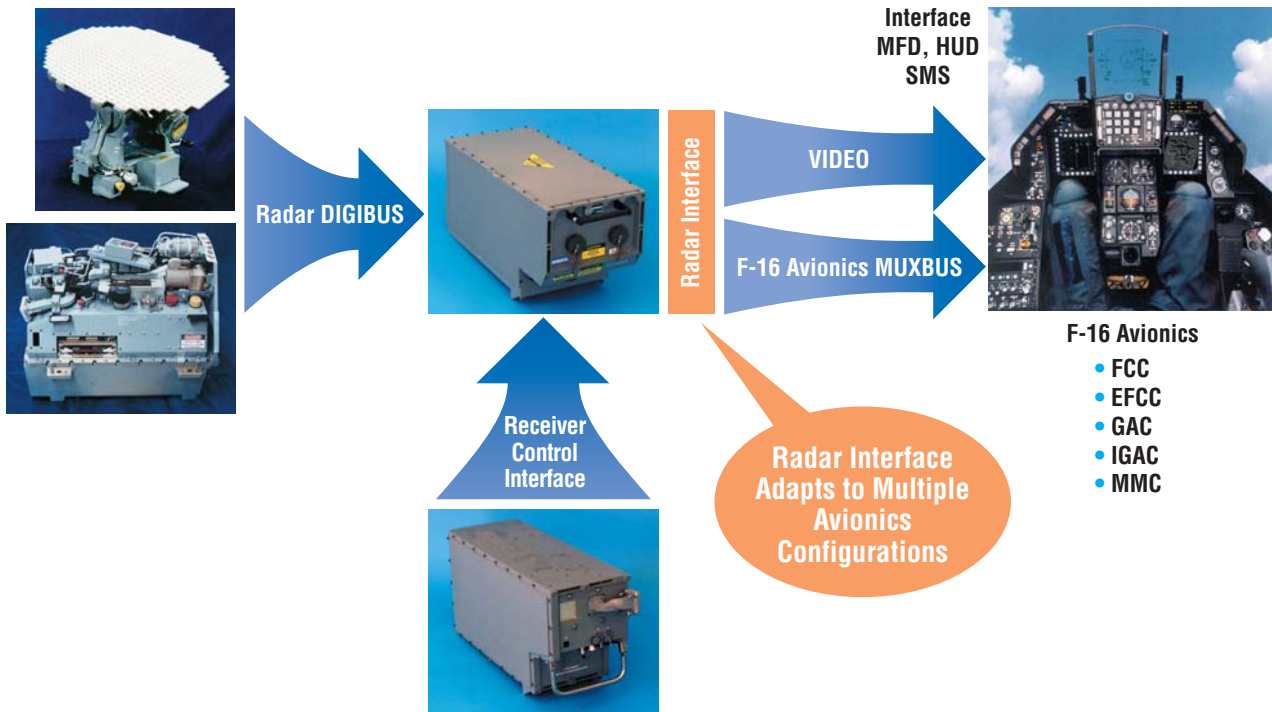 Interface
MFD, HUD
SMS
Radar DIGIBUS
Radar Interface
VIDEO
F-16 Avionics MUXBUS
F-16 Avionics
• FCC
• EFCC
• GAC
• IGAC
• MMC
Receiver
Control
Interface
Radar Interface
Adapts to Multiple
Avionics
Configurations